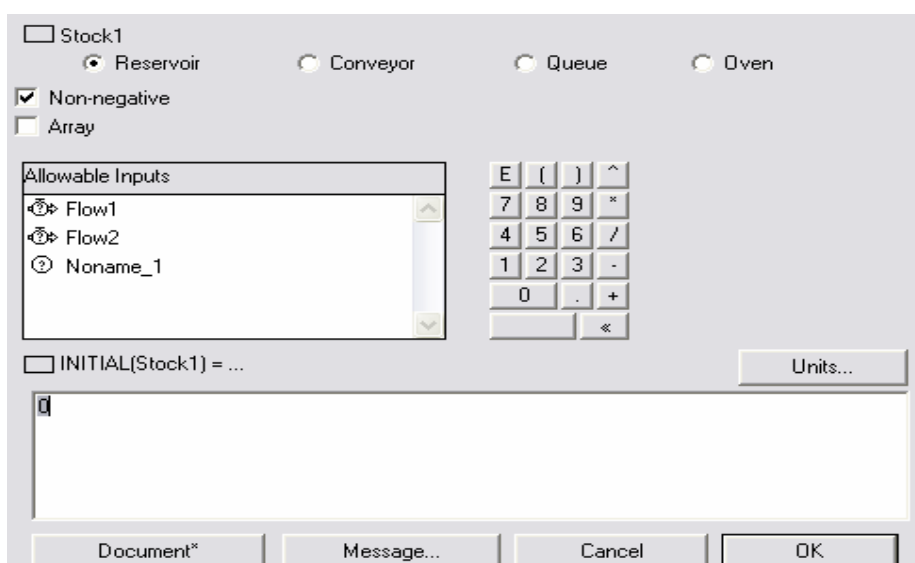 Stock1
Reservoir Conveyor Queue Oven
Non-negative
Array
Allowable Inputs
Flow1
Flow2
Noname_1
E ( ) ^
7 8 9 *
4 5 6 /
1 2 3 -
0 . +
«
INITIAL(Stock1) = ...
Units...
0
Document* Message... Cancel OK